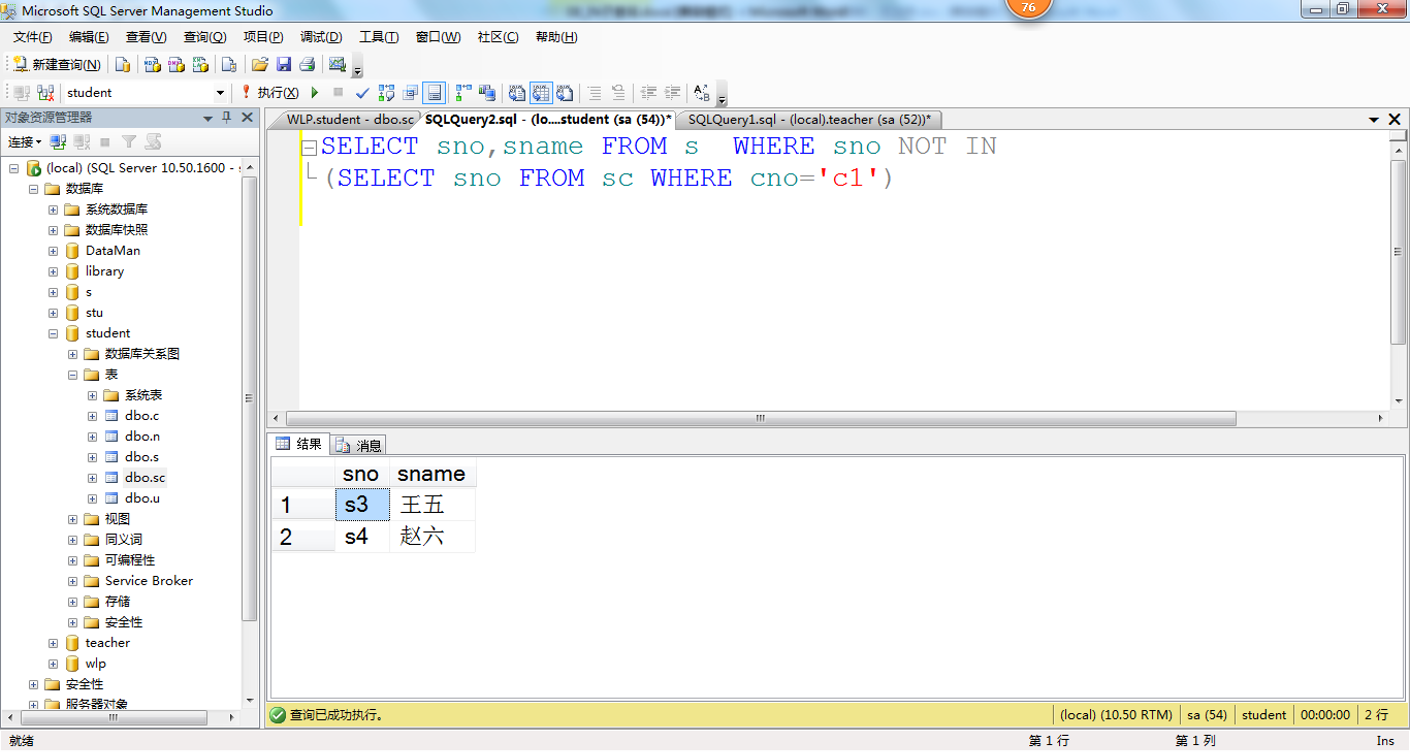 Microsoft SQL Server Management Studio
76
文件(F) 编辑(E) 查看(V) 查询(Q) 项目(P) 调试(D) 工具(T) 窗口(W) 社区(C) 帮助(H)
新建查询(N)
student 执行(X)
对象资源管理器
WLP.student - dbo.sc SQLQuery2.sql - (lo....student (sa (54))* SQLQuery1.sql - (local).teacher (sa (52))*
连接
SELECT sno,sname FROM s WHERE sno NOT IN
(SELECT sno FROM sc WHERE cno='c1')
(local) (SQL Server 10.50.1600 -
数据库
系统数据库
数据库快照
DataMan
library
s
stu
student
数据库关系图
表
系统表
dbo.c
dbo.n
dbo.s
dbo.sc
dbo.u
视图
同义词
可编程性
Service Broker
存储
安全性
teacher
wlp
安全性
服务器对象
结果 消息
sno sname
1 s3 王五
2 s4 赵六
查询已成功执行。 (local) (10.50 RTM) sa (54) student 00:00:00 2 行
就绪 第 1 行 第 1 列 Ins